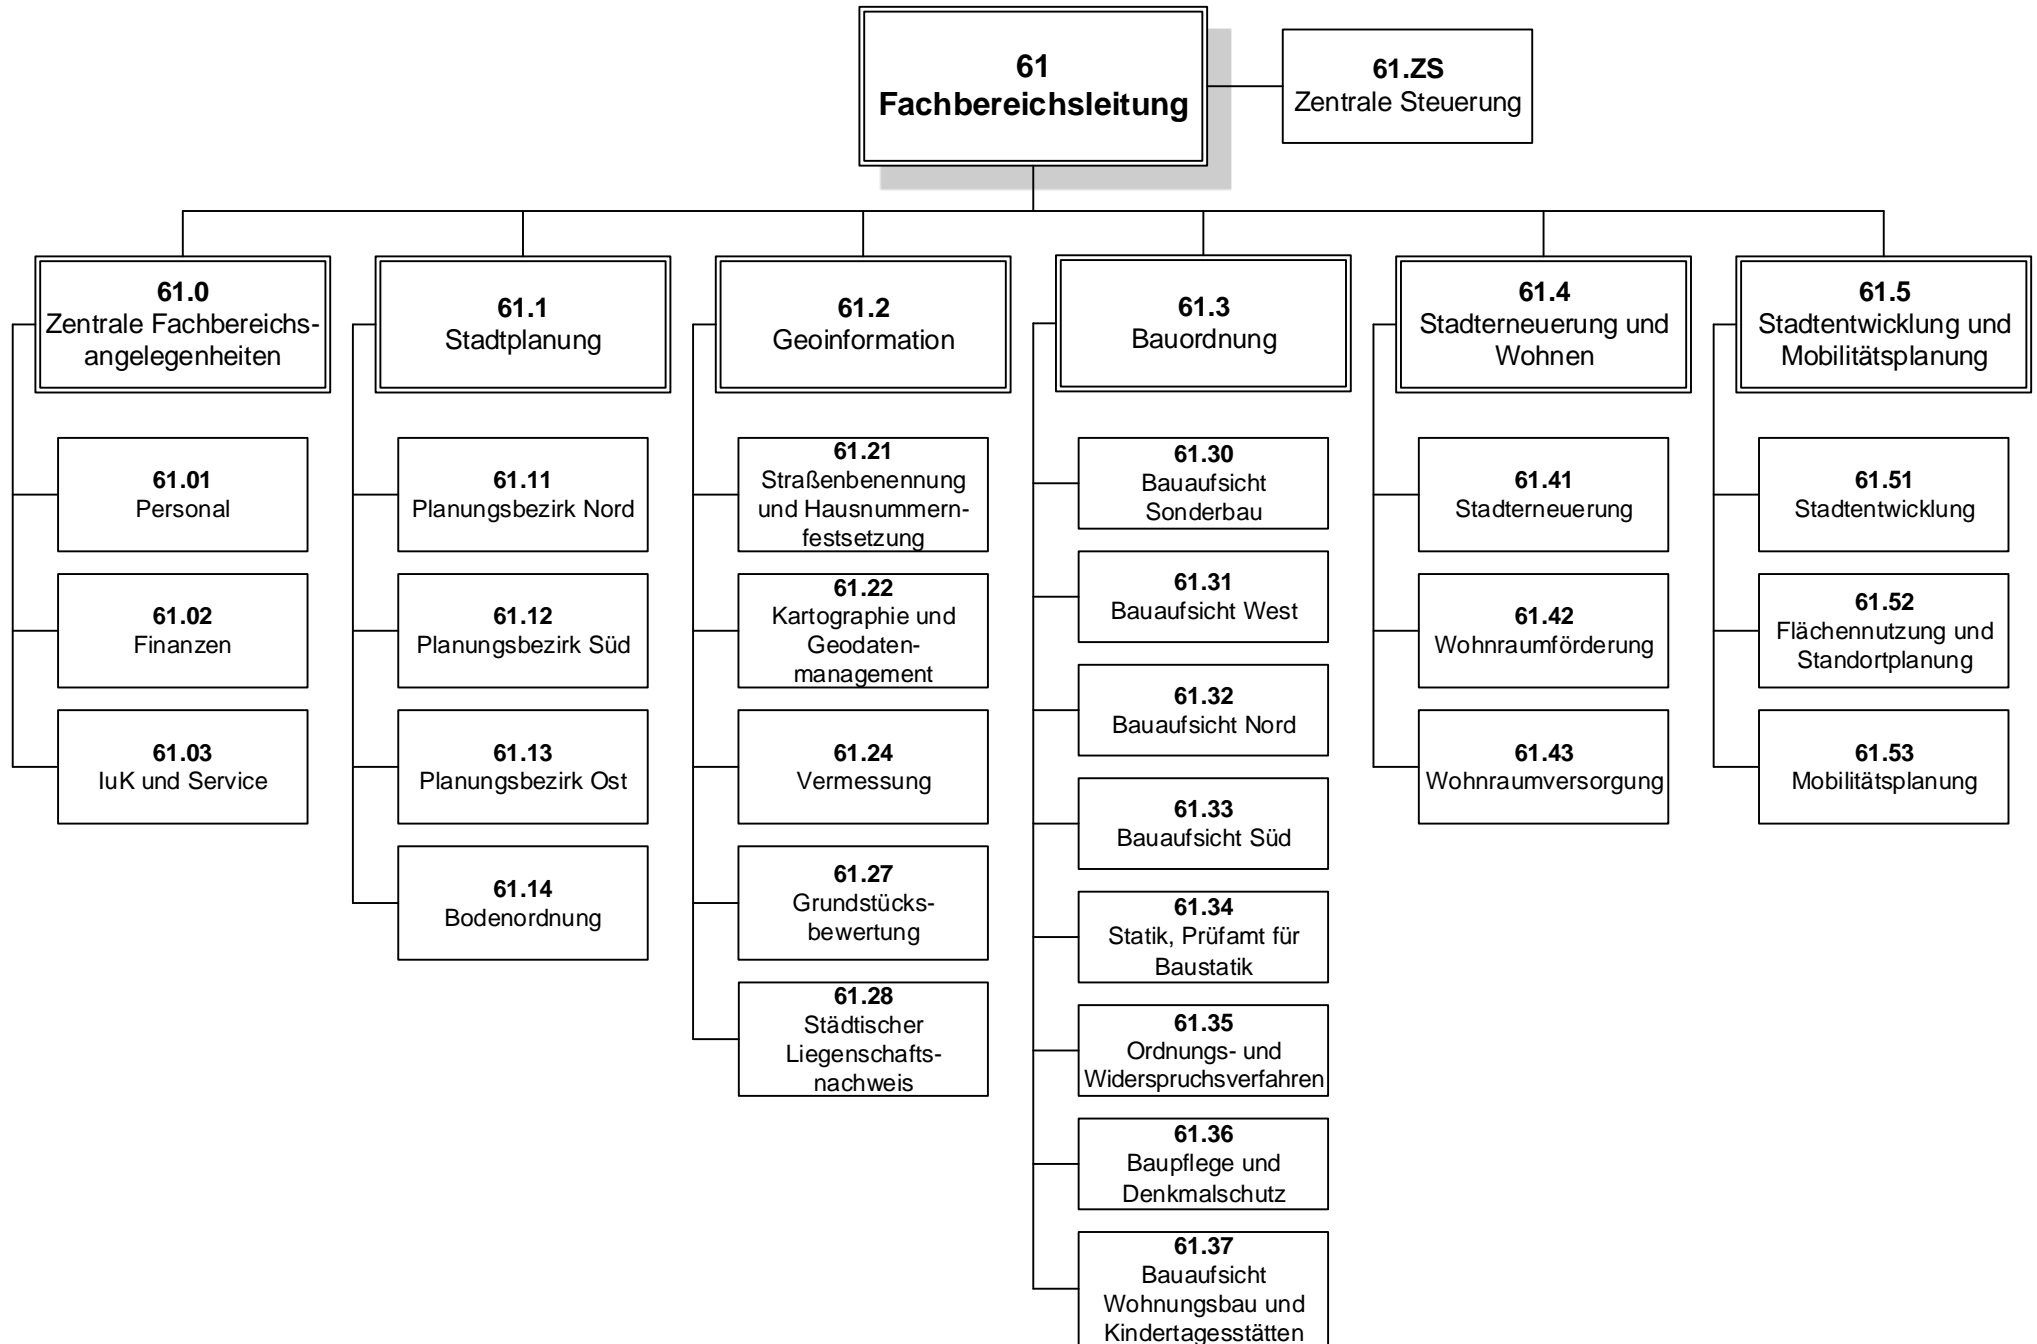 61
Fachbereichsleitung
61.ZS
Zentrale Steuerung
61.0
Zentrale Fachbereichs-
angelegenheiten
61.01
Personal
61.02
Finanzen
61.03
IuK und Service
61.1
Stadtplanung
61.11
Planungsbezirk Nord
61.12
Planungsbezirk Süd
61.13
Planungsbezirk Ost
61.14
Bodenordnung
61.2
Geoinformation
61.21
Straßenbenennung
und Hausnummern-
festsetzung
61.22
Kartographie und
Geodaten-
management
61.24
Vermessung
61.27
Grundstücks-
bewertung
61.28
Städtischer
Liegenschafts-
nachweis
61.3
Bauordnung
61.30
Bauaufsicht
Sonderbau
61.31
Bauaufsicht West
61.32
Bauaufsicht Nord
61.33
Bauaufsicht Süd
61.34
Statik, Prüfamt für
Baustatik
61.35
Ordnungs- und
Widerspruchsverfahren
61.36
Baupflege und
Denkmalschutz
61.37
Bauaufsicht
Wohnungsbau und
Kindertagesstätten
61.4
Stadterneuerung und
Wohnen
61.41
Stadterneuerung
61.42
Wohnraumförderung
61.43
Wohnraumversorgung
61.5
Stadtentwicklung und
Mobilitätsplanung
61.51
Stadtentwicklung
61.52
Flächennutzung und
Standortplanung
61.53
Mobilitätsplanung